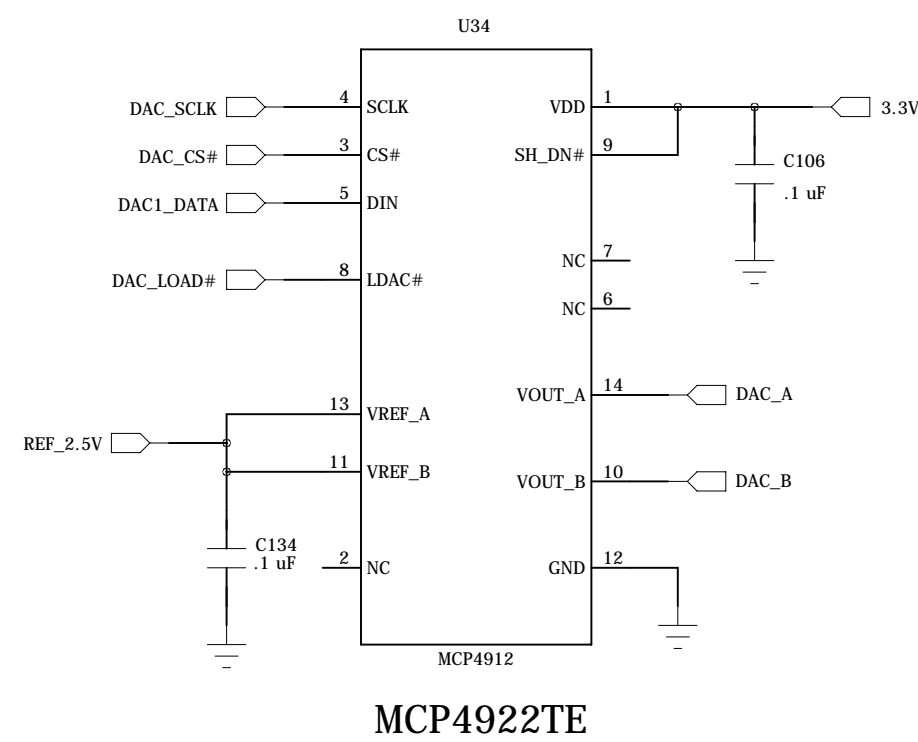 U34
DAC_SCLK 4 SCLK VDD 1 3.3V
DAC_CS# 3 CS# SH_DN# 9
C106
.1 uF
DAC1_DATA 5 DIN
NC 7
DAC_LOAD# 8 LDAC#
NC 6
VOUT_A 14 DAC_A
13 VREF_A
REF_2.5V
11 VREF_B
VOUT_B 10 DAC_B
C134
.1 uF
2 NC GND 12
MCP4912
MCP4922TE